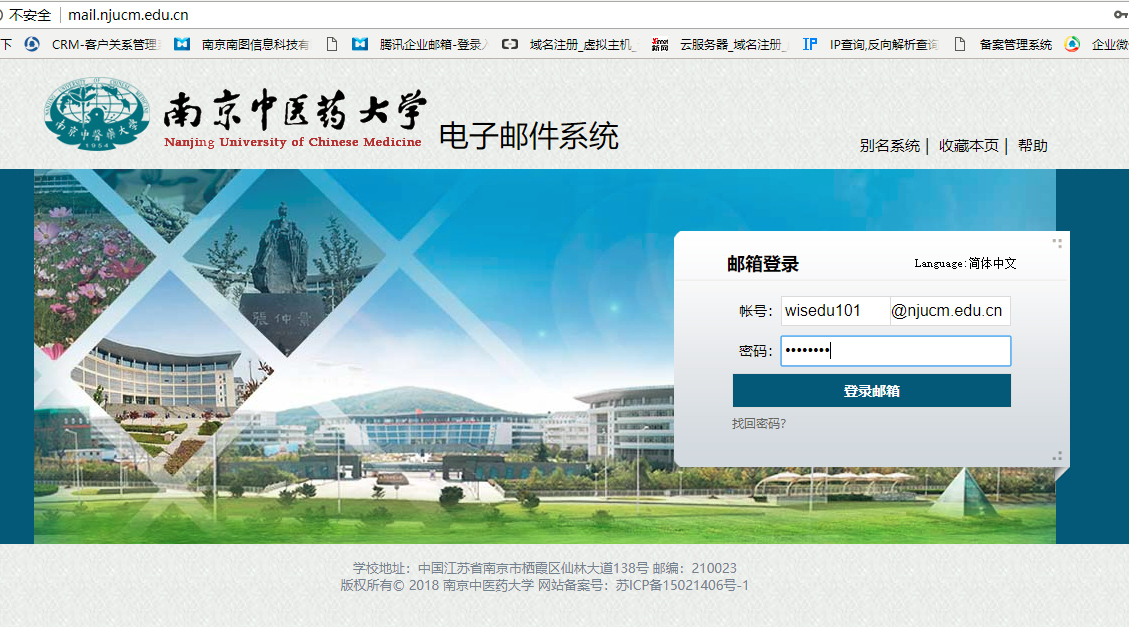 不安全 mail.njucm.edu.cn
下 CRM-客户关系管理 南京南图信息科技有 腾讯企业邮箱-登录入 域名注册_虚拟主机_ 云服务器_域名注册_ IP IP查询,反向解析查询 备案管理系统 企业微
南京中医药大学
Nanjing University of Chinese Medicine
电子邮件系统
别名系统 | 收藏本页 | 帮助
張仲景
邮箱登录 Language:简体中文
帐号： wisedu101 @njucm.edu.cn
密码： ••••••••
登录邮箱
找回密码?
学校地址：中国江苏省南京市栖霞区仙林大道138号 邮编：210023
版权所有© 2018 南京中医药大学 网站备案号：苏ICP备15021406号-1